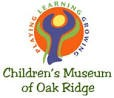 PLAYING LEARNING GROWING
Children's Museum
of Oak Ridge